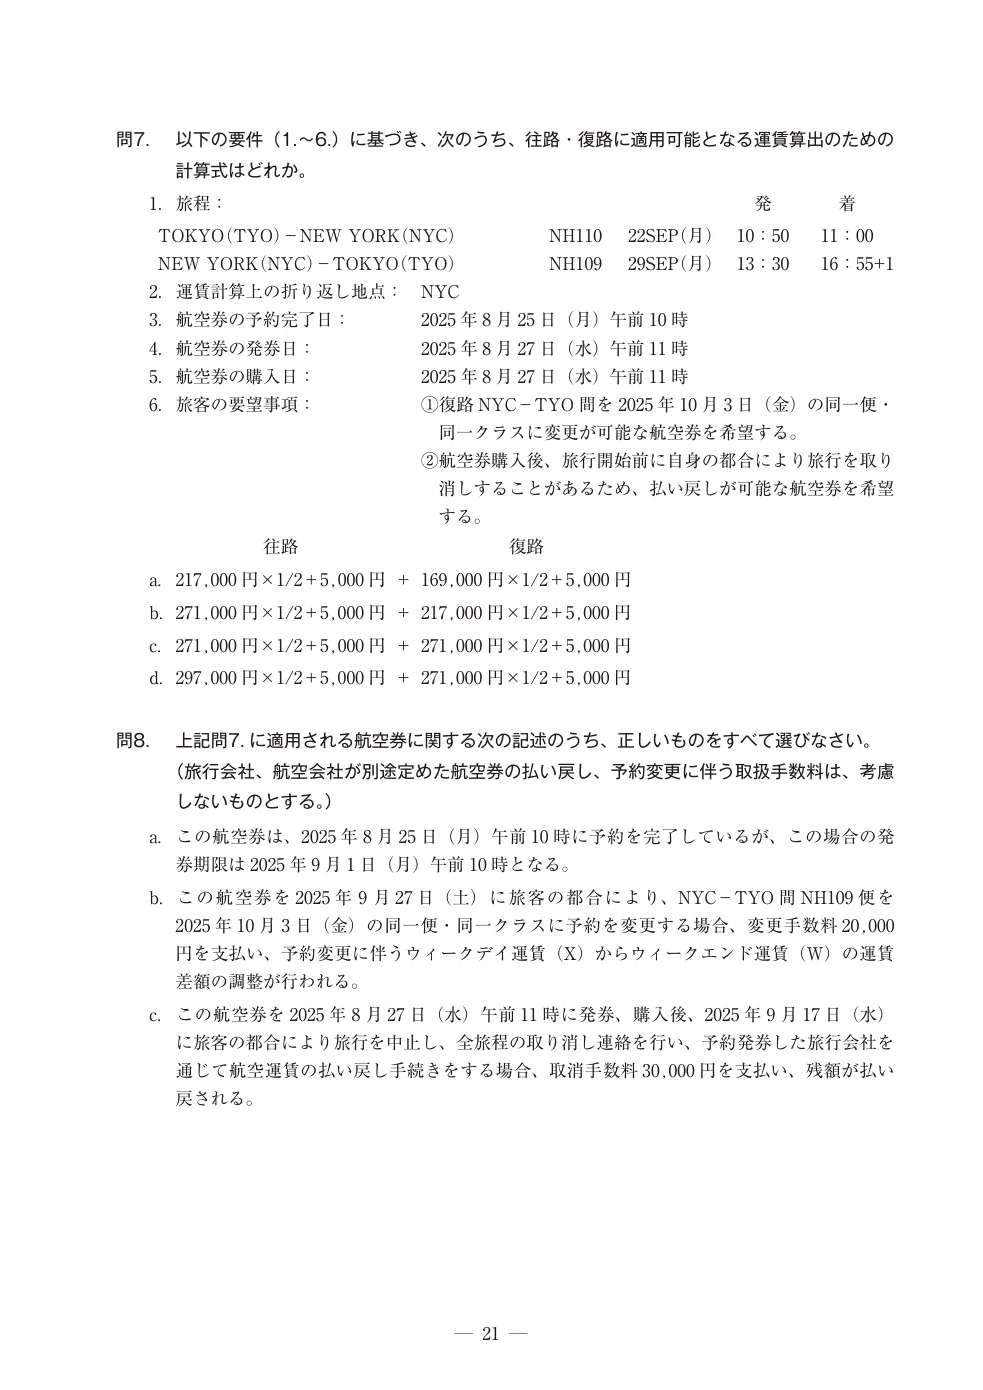 問7. 以下の要件（1.～6.）に基づき、次のうち、往路・復路に適用可能となる運賃算出のための
計算式はどれか。
1. 旅程： 発 着
TOKYO(TYO)－NEW YORK(NYC) NH110 22SEP(月) 10：50 11：00
NEW YORK(NYC)－TOKYO(TYO) NH109 29SEP(月) 13：30 16：55+1
2. 運賃計算上の折り返し地点： NYC
3. 航空券の予約完了日： 2025年8月25日（月）午前10時
4. 航空券の発券日： 2025年8月27日（水）午前11時
5. 航空券の購入日： 2025年8月27日（水）午前11時
6. 旅客の要望事項： ①復路NYC－TYO間を2025年10月3日（金）の同一便・
同一クラスに変更が可能な航空券を希望する。
②航空券購入後、旅行開始前に自身の都合により旅行を取り
消しすることがあるため、払い戻しが可能な航空券を希望
する。
往路 復路
a. 217,000円×1/2+5,000円 + 169,000円×1/2+5,000円
b. 271,000円×1/2+5,000円 + 217,000円×1/2+5,000円
c. 271,000円×1/2+5,000円 + 271,000円×1/2+5,000円
d. 297,000円×1/2+5,000円 + 271,000円×1/2+5,000円
問8. 上記問7.に適用される航空券に関する次の記述のうち、正しいものをすべて選びなさい。
（旅行会社、航空会社が別途定めた航空券の払い戻し、予約変更に伴う取扱手数料は、考慮
しないものとする。）
a. この航空券は、2025年8月25日（月）午前10時に予約を完了しているが、この場合の発
券期限は2025年9月1日（月）午前10時となる。
b. この航空券を2025年9月27日（土）に旅客の都合により、NYC－TYO間NH109便を
2025年10月3日（金）の同一便・同一クラスに予約を変更する場合、変更手数料20,000
円を支払い、予約変更に伴うウィークデイ運賃（X）からウィークエンド運賃（W）の運賃
差額の調整が行われる。
c. この航空券を2025年8月27日（水）午前11時に発券、購入後、2025年9月17日（水）
に旅客の都合により旅行を中止し、全旅程の取り消し連絡を行い、予約発券した旅行会社を
通じて航空運賃の払い戻し手続きをする場合、取消手数料30,000円を支払い、残額が払い
戻される。
― 21 ―